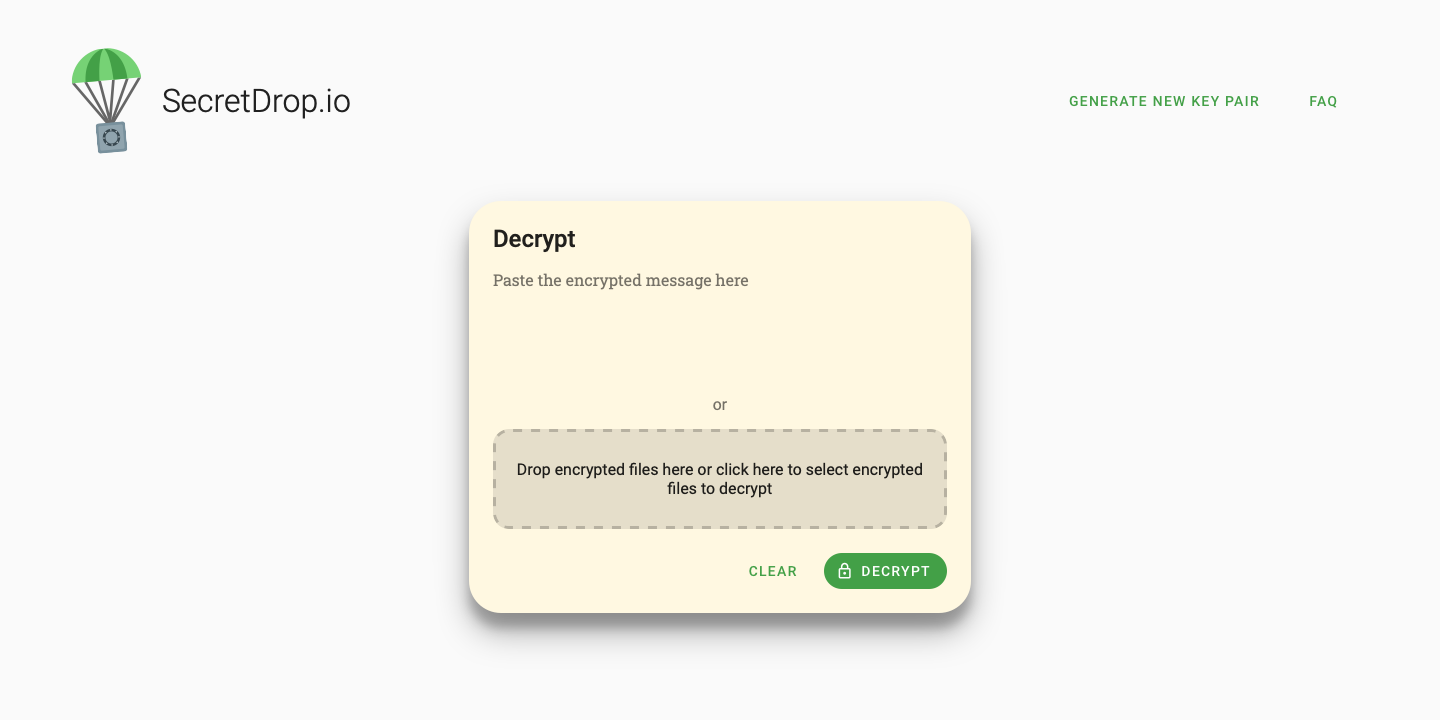 SecretDrop.io
GENERATE NEW KEY PAIR
FAQ
Decrypt
Paste the encrypted message here
or
Drop encrypted files here or click here to select encrypted
files to decrypt
CLEAR
DECRYPT